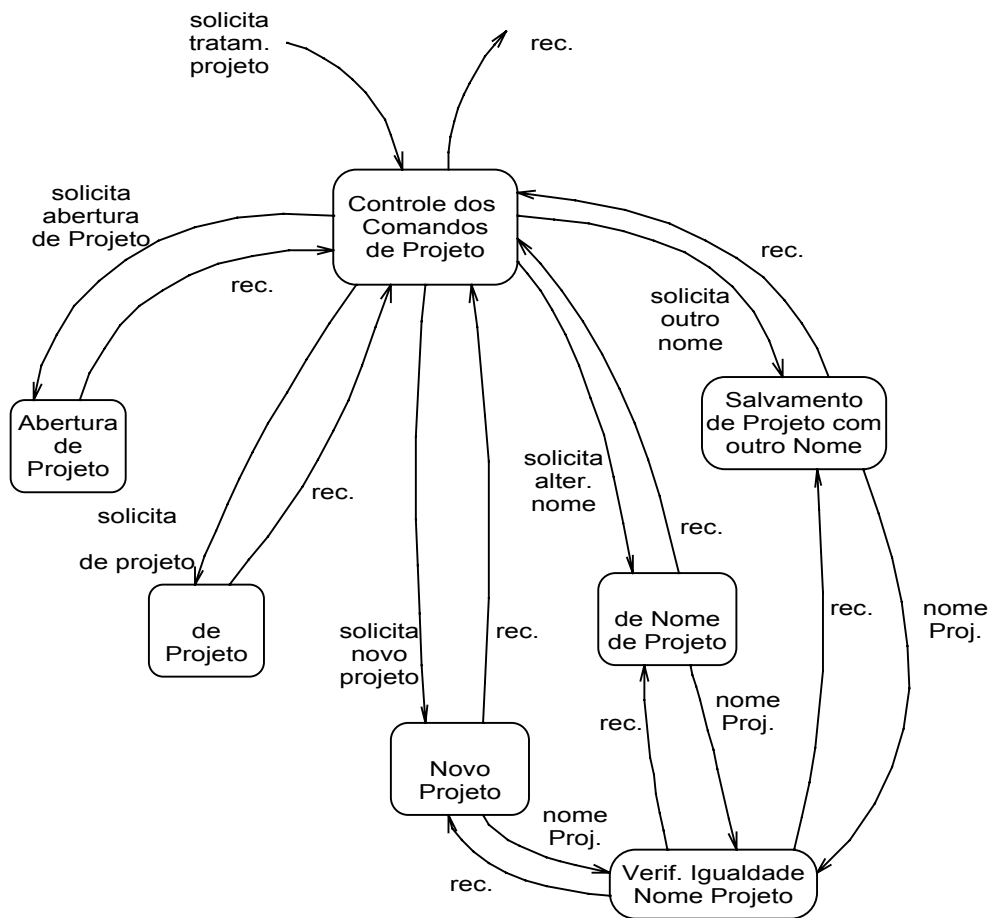 solicita
tratam.
projeto
rec.
Controle dos
Comandos
de Projeto
solicita
abertura
de Projeto
rec.
rec.
solicita
outro
nome
Abertura
de
Projeto
Salvamento
de Projeto com
outro Nome
solicita
de projeto
rec.
solicita
alter.
nome
rec.
de
Projeto
solicita
novo
projeto
rec.
de Nome
de Projeto
rec.
nome
Proj.
rec.
nome
Proj.
Novo
Projeto
nome
Proj.
rec.
Verif. Igualdade
Nome Projeto